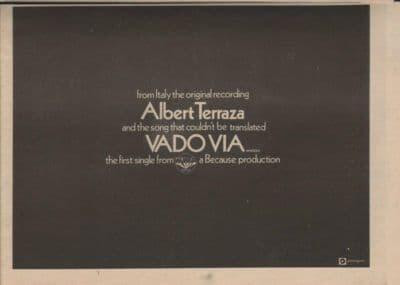 from Italy the original recording
Albert Terraza
and the song that couldn't be translated
VADO VIA
the first single from a Because production